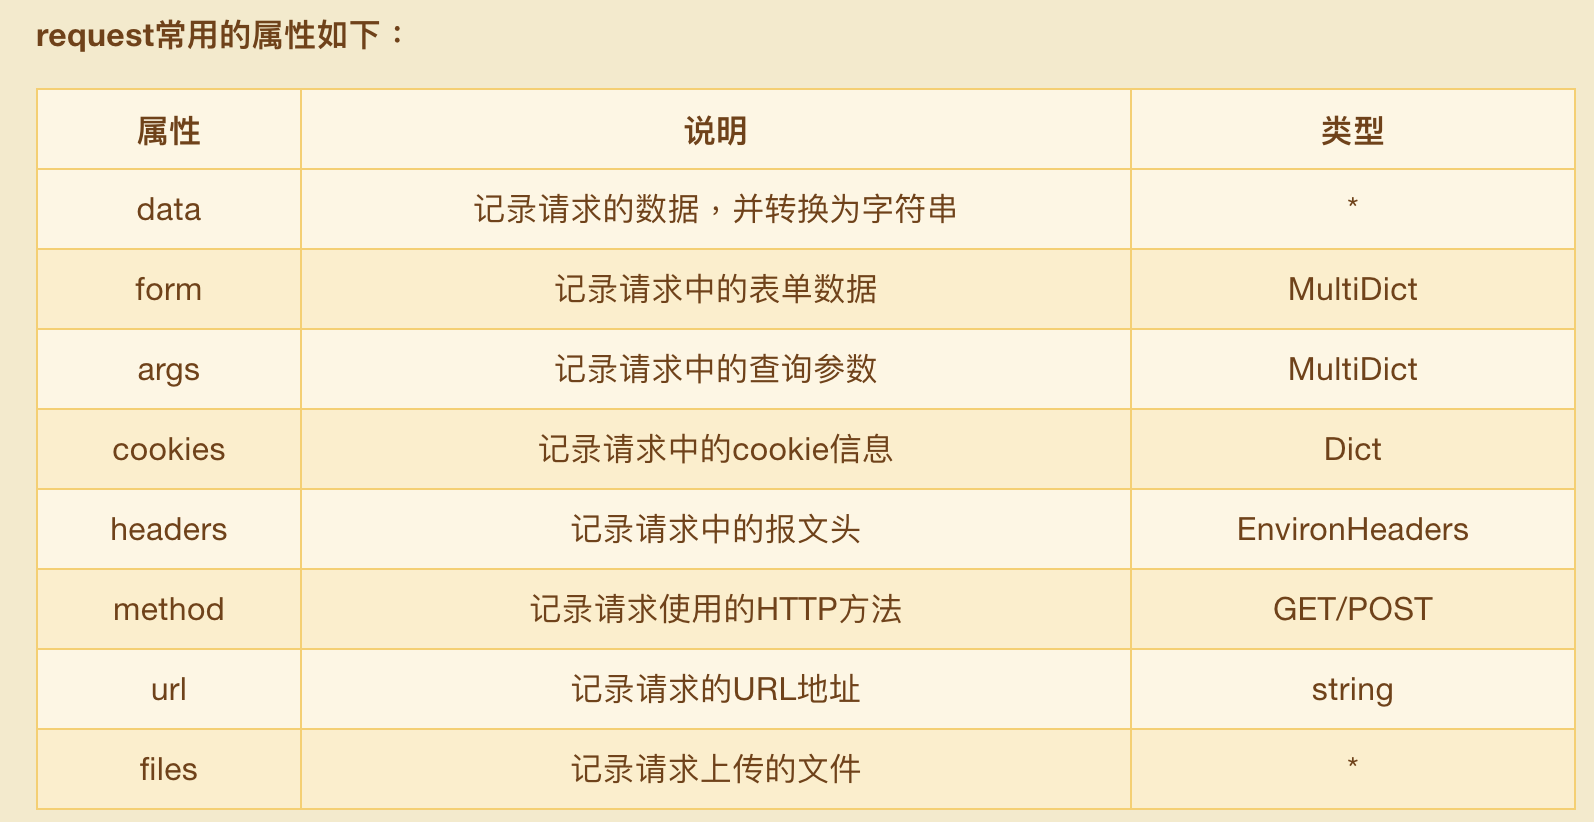 request常用的属性如下：
属性 说明 类型
data 记录请求的数据，并转换为字符串 *
form 记录请求中的表单数据 MultiDict
args 记录请求中的查询参数 MultiDict
cookies 记录请求中的cookie信息 Dict
headers 记录请求中的报文头 EnvironHeaders
method 记录请求使用的HTTP方法 GET/POST
url 记录请求的URL地址 string
files 记录请求上传的文件 *